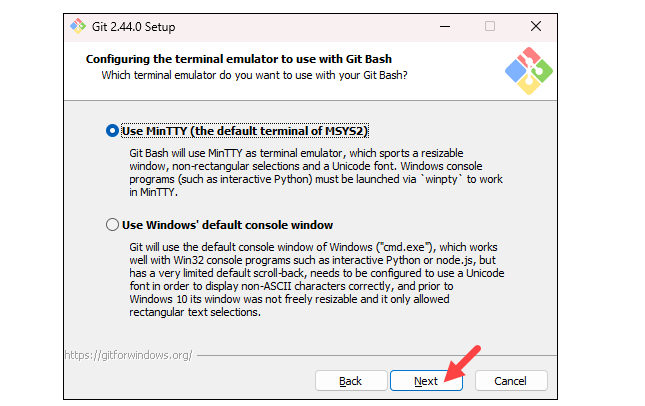 Git 2.44.0 Setup
Configuring the terminal emulator to use with Git Bash
Which terminal emulator do you want to use with your Git Bash?
Use MinTTY (the default terminal of MSYS2)
Git Bash will use MinTTY as terminal emulator, which sports a resizable
window, non-rectangular selections and a Unicode font. Windows console
programs (such as interactive Python) must be launched via `winpty` to work
in MinTTY.
Use Windows' default console window
Git will use the default console window of Windows ("cmd.exe"), which works
well with Win32 console programs such as interactive Python or node.js, but
has a very limited default scroll-back, needs to be configured to use a Unicode
font in order to display non-ASCII characters correctly, and prior to
Windows 10 its window was not freely resizable and it only allowed
rectangular text selections.
https://gitforwindows.org/
Back Next Cancel